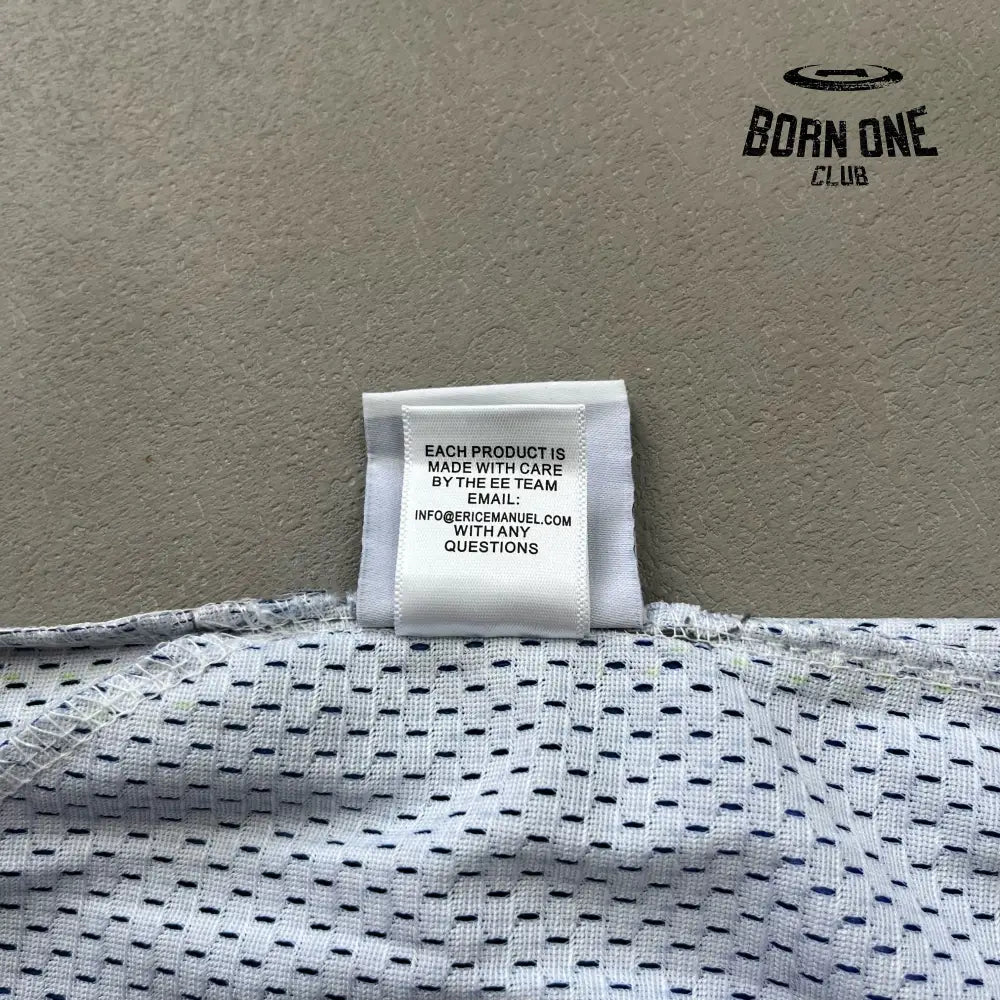 BORN ONE
CLUB
EACH PRODUCT IS
MADE WITH CARE
BY THE EE TEAM
EMAIL:
INFO@ERICEMANUEL.COM
WITH ANY
QUESTIONS